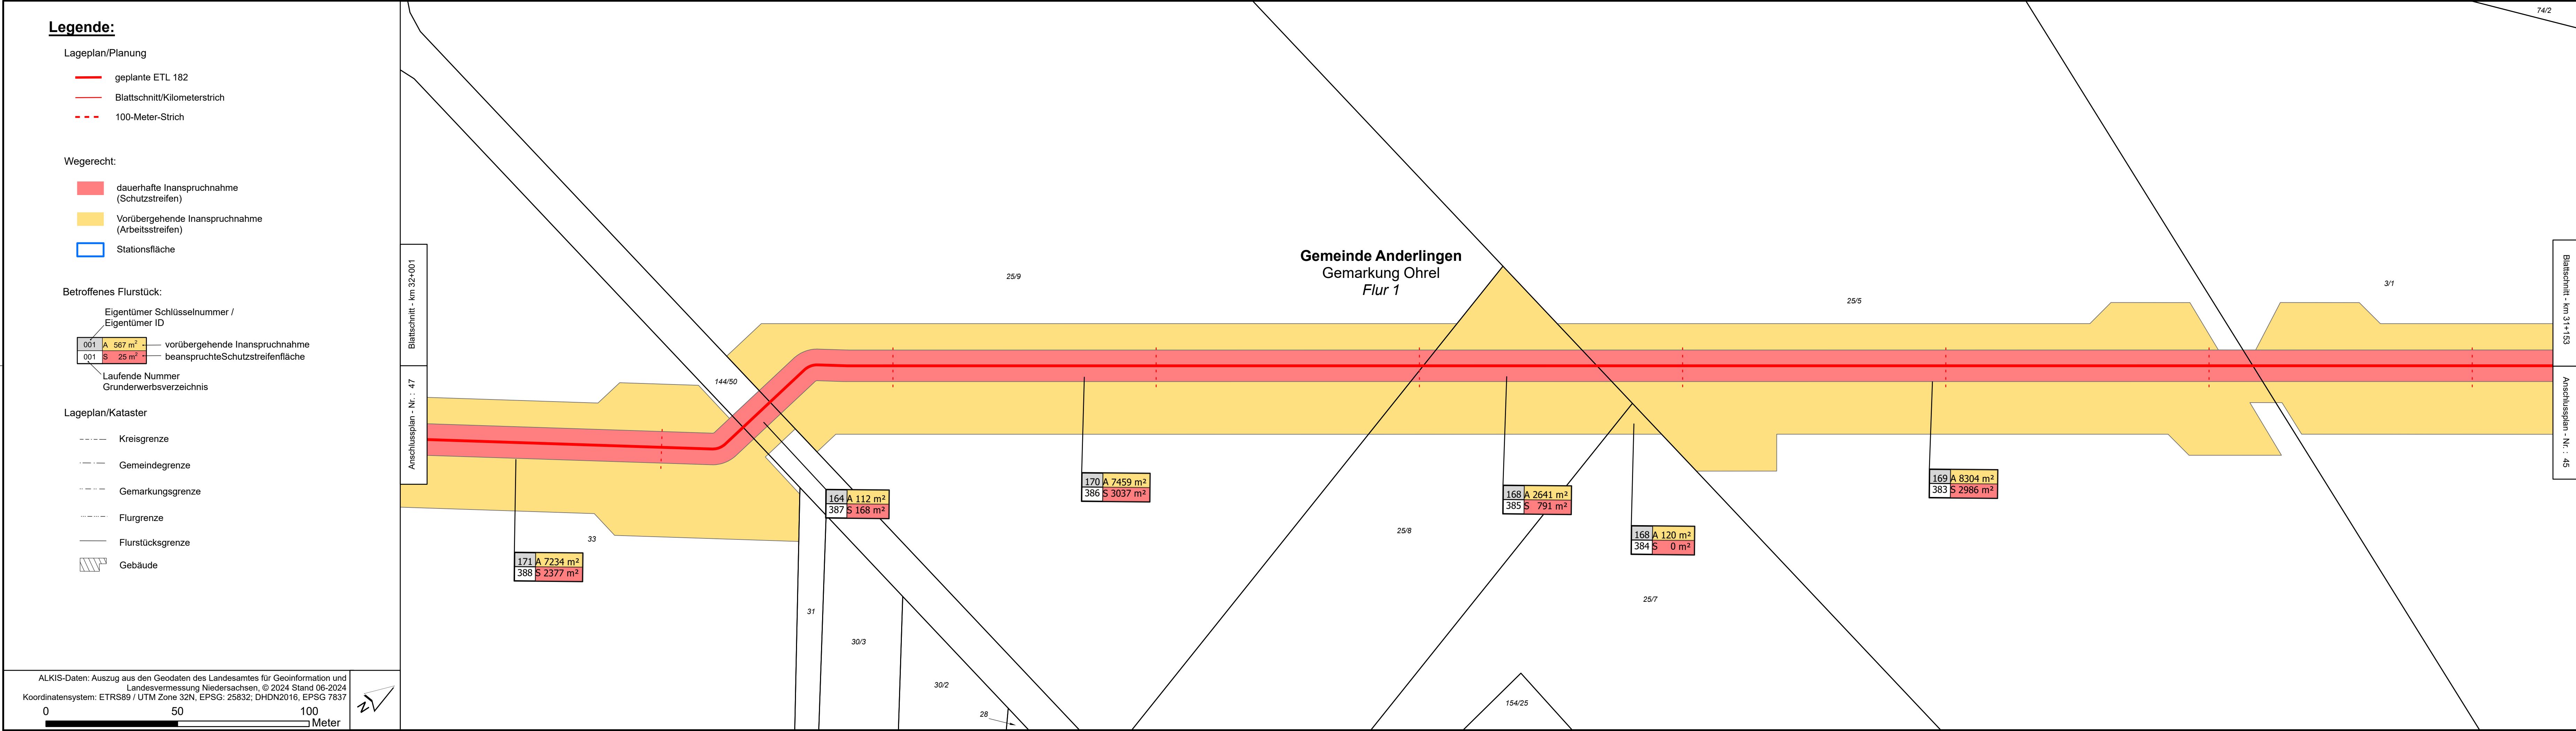 Legende:
Lageplan/Planung
geplante ETL 182
Blattschnitt/Kilometerstrich
100-Meter-Strich
Wegerecht:
dauerhafte Inanspruchnahme
(Schutzstreifen)
Vorübergehende Inanspruchnahme
(Arbeitsstreifen)
Stationsfläche
Betroffenes Flurstück:
Eigentümer Schlüsselnummer /
Eigentümer ID
001 A 567 m²
vorübergehende Inanspruchnahme
001 S 25 m²
beanspruchteSchutzstreifenfläche
Laufende Nummer
Grunderwerbsverzeichnis
Lageplan/Kataster
Kreisgrenze
Gemeindegrenze
Gemarkungsgrenze
Flurgrenze
Flurstücksgrenze
Gebäude
ALKIS-Daten: Auszug aus den Geodaten des Landesamtes für Geoinformation und
Landesvermessung Niedersachsen, © 2024 Stand 06-2024
Koordinatensystem: ETRS89 / UTM Zone 32N, EPSG: 25832; DHDN2016, EPSG 7837
0 50 100
Meter
N
Blattschnitt - km 32+001
Anschlussplan - Nr. : 47
33
171 A 7234 m²
388 S 2377 m²
144/50
164 A 112 m²
387 S 168 m²
31
30/3
30/2
28
25/9
170 A 7459 m²
386 S 3037 m²
Gemeinde Anderlingen
Gemarkung Ohrel
Flur 1
25/8
168 A 2641 m²
385 S 791 m²
168 A 120 m²
384 S 0 m²
25/7
154/25
25/5
169 A 8304 m²
383 S 2986 m²
3/1
74/2
Blattschnitt - km 31+153
Anschlussplan - Nr. : 45